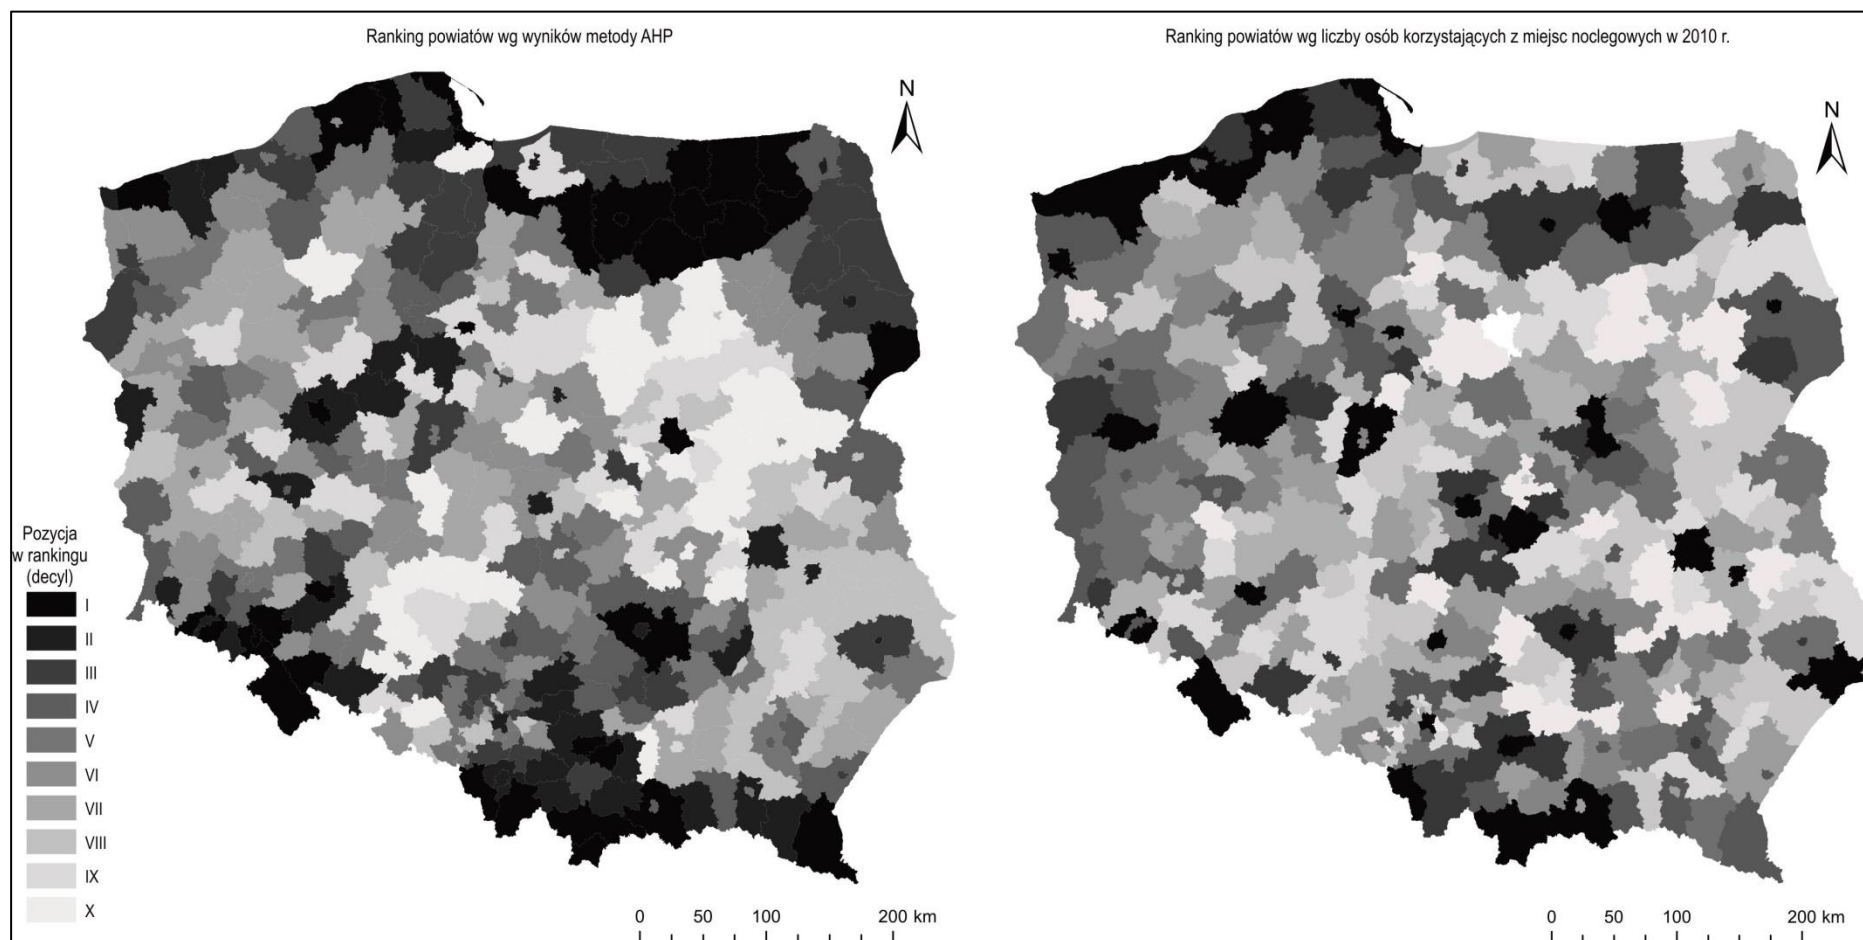 Ranking powiatów wg wyników metody AHP
Ranking powiatów wg liczby osób korzystających z miejsc noclegowych w 2010 r.
N
N
Pozycja
w rankingu
(decyl)
I
II
III
IV
V
VI
VII
VIII
IX
X
0 50 100 200 km
0 50 100 200 km